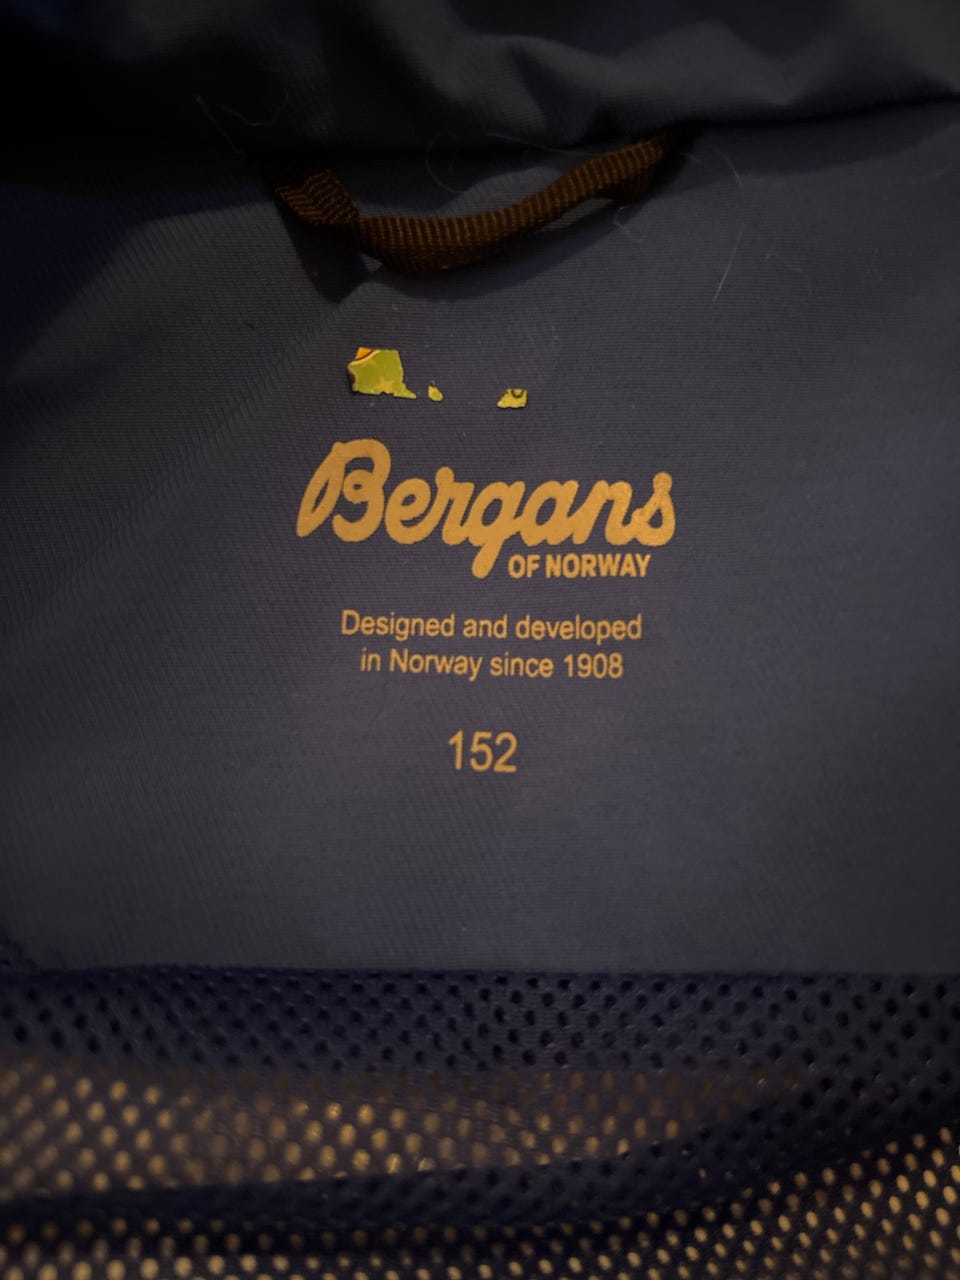 Bergans
OF NORWAY
Designed and developed
in Norway since 1908
152